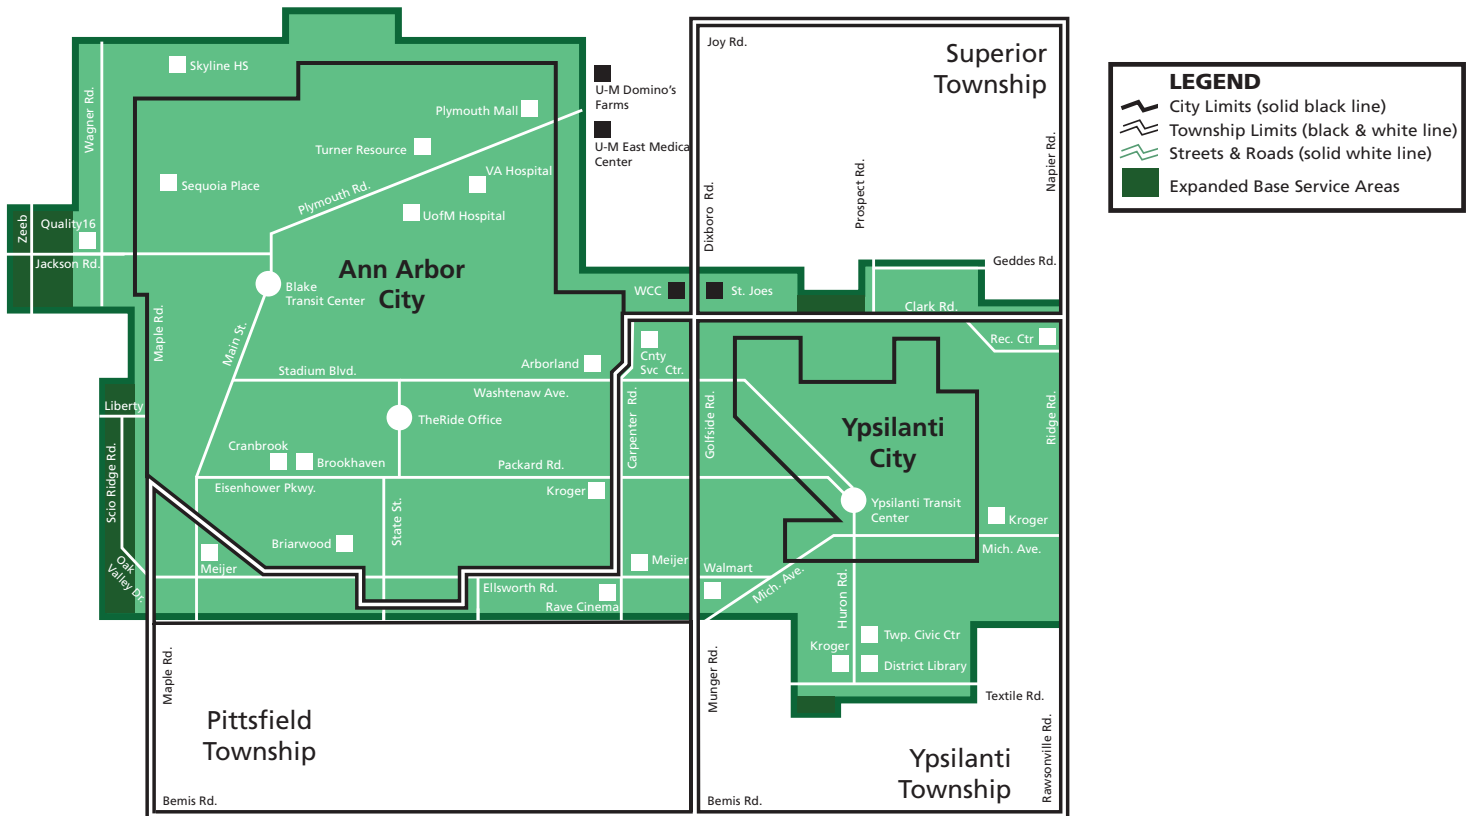 Joy Rd.
Superior
Township
LEGEND
City Limits (solid black line)
Township Limits (black & white line)
Streets & Roads (solid white line)
Expanded Base Service Areas
Skyline HS
Wagner Rd.
U-M Domino's
Farms
Plymouth Mall
U-M East Medica
Center
Turner Resource
VA Hospital
Sequoia Place
Plymouth Rd.
UofM Hospital
Napier Rd.
Prospect Rd.
Dixboro Rd.
Zeeb
Quality16
Jackson Rd.
Ann Arbor
City
Blake
Transit Center
Geddes Rd.
WCC
St. Joes
Clark Rd.
Maple Rd.
Main St.
Rec. Ctr
Cnty
Svc Ctr.
Arborland
Stadium Blvd.
Washtenaw Ave.
Liberty
TheRide Office
Carpenter Rd.
Golfside Rd.
Ridge Rd.
Ypsilanti
City
Cranbrook
Brookhaven
Packard Rd.
Eisenhower Pkwy.
Kroger
Scio Ridge Rd.
State St.
Ypsilanti Transit
Center
Kroger
Briarwood
Mich. Ave.
Meijer
Meijer
Walmart
Oak
Valley Dr.
Ellsworth Rd.
Mich. Ave.
Rave Cinema
Huron Rd.
Twp. Civic Ctr
Kroger
District Library
Maple Rd.
Munger Rd.
Textile Rd.
Pittsfield
Township
Rawsonville Rd.
Ypsilanti
Township
Bemis Rd.
Bemis Rd.